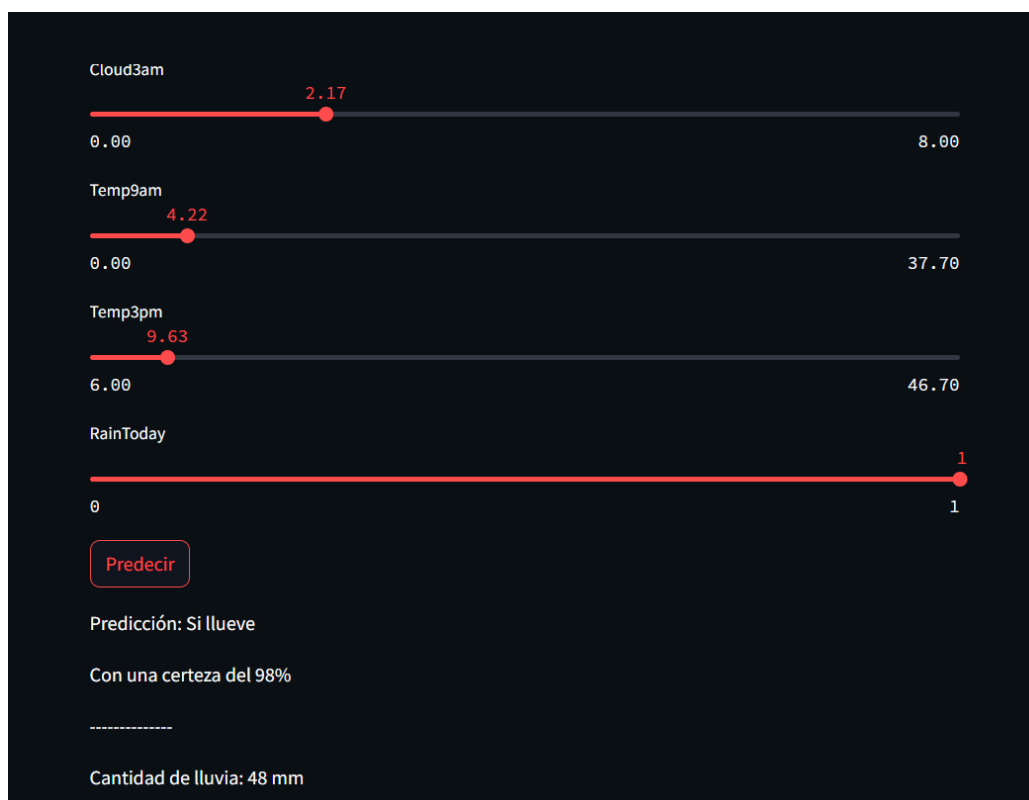 Cloud3am
2.17
0.00 8.00
Temp9am
4.22
0.00 37.70
Temp3pm
9.63
6.00 46.70
RainToday
1
0 1
Predecir
Predicción: Si llueve
Con una certeza del 98%
--------------
Cantidad de lluvia: 48 mm